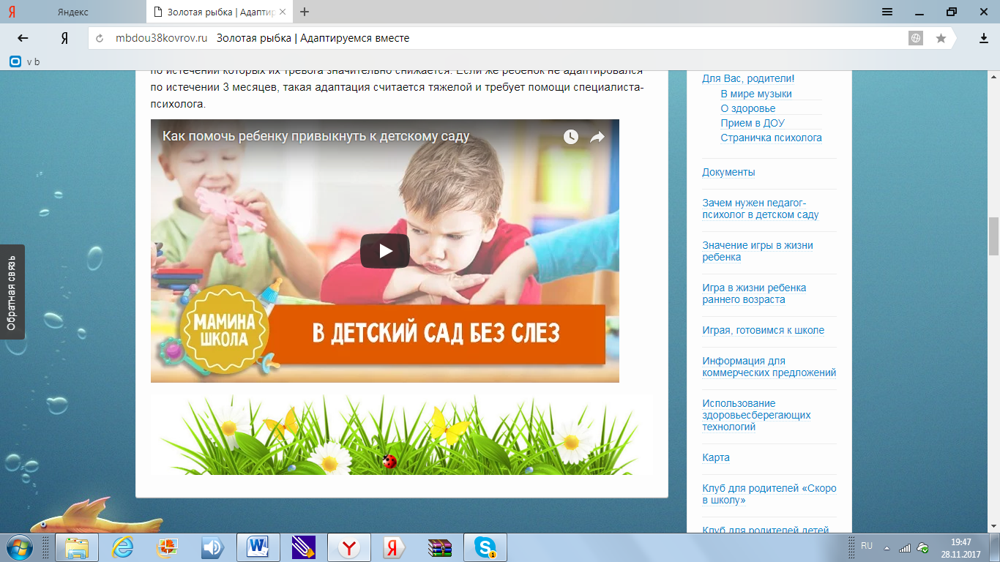 Яндекс
Золотая рыбка | Адаптир
mbdou38kovrov.ru Золотая рыбка | Адаптируемся вместе
v b
по истечении которых их тревога значительно снижается. Если же ребенок не адаптировался
по истечении 3 месяцев, такая адаптация считается тяжелой и требует помощи специалиста-
психолога.
Как помочь ребенку привыкнуть к детскому саду
МАМИНА
ШКОЛА
В ДЕТСКИЙ САД БЕЗ СЛЕЗ
Обратная связь
Для Вас, родители!
В мире музыки
О здоровье
Прием в ДОУ
Страничка психолога
Документы
Зачем нужен педагог-
психолог в детском саду
Значение игры в жизни
ребенка
Игра в жизни ребенка
раннего возраста
Играя, готовимся к школе
Информация для
коммерческих предложений
Использование
здоровьесберегающих
технологий
Карта
Клуб для родителей «Скоро
в школу»
Клуб для родителей детей
RU
19:47
28.11.2017